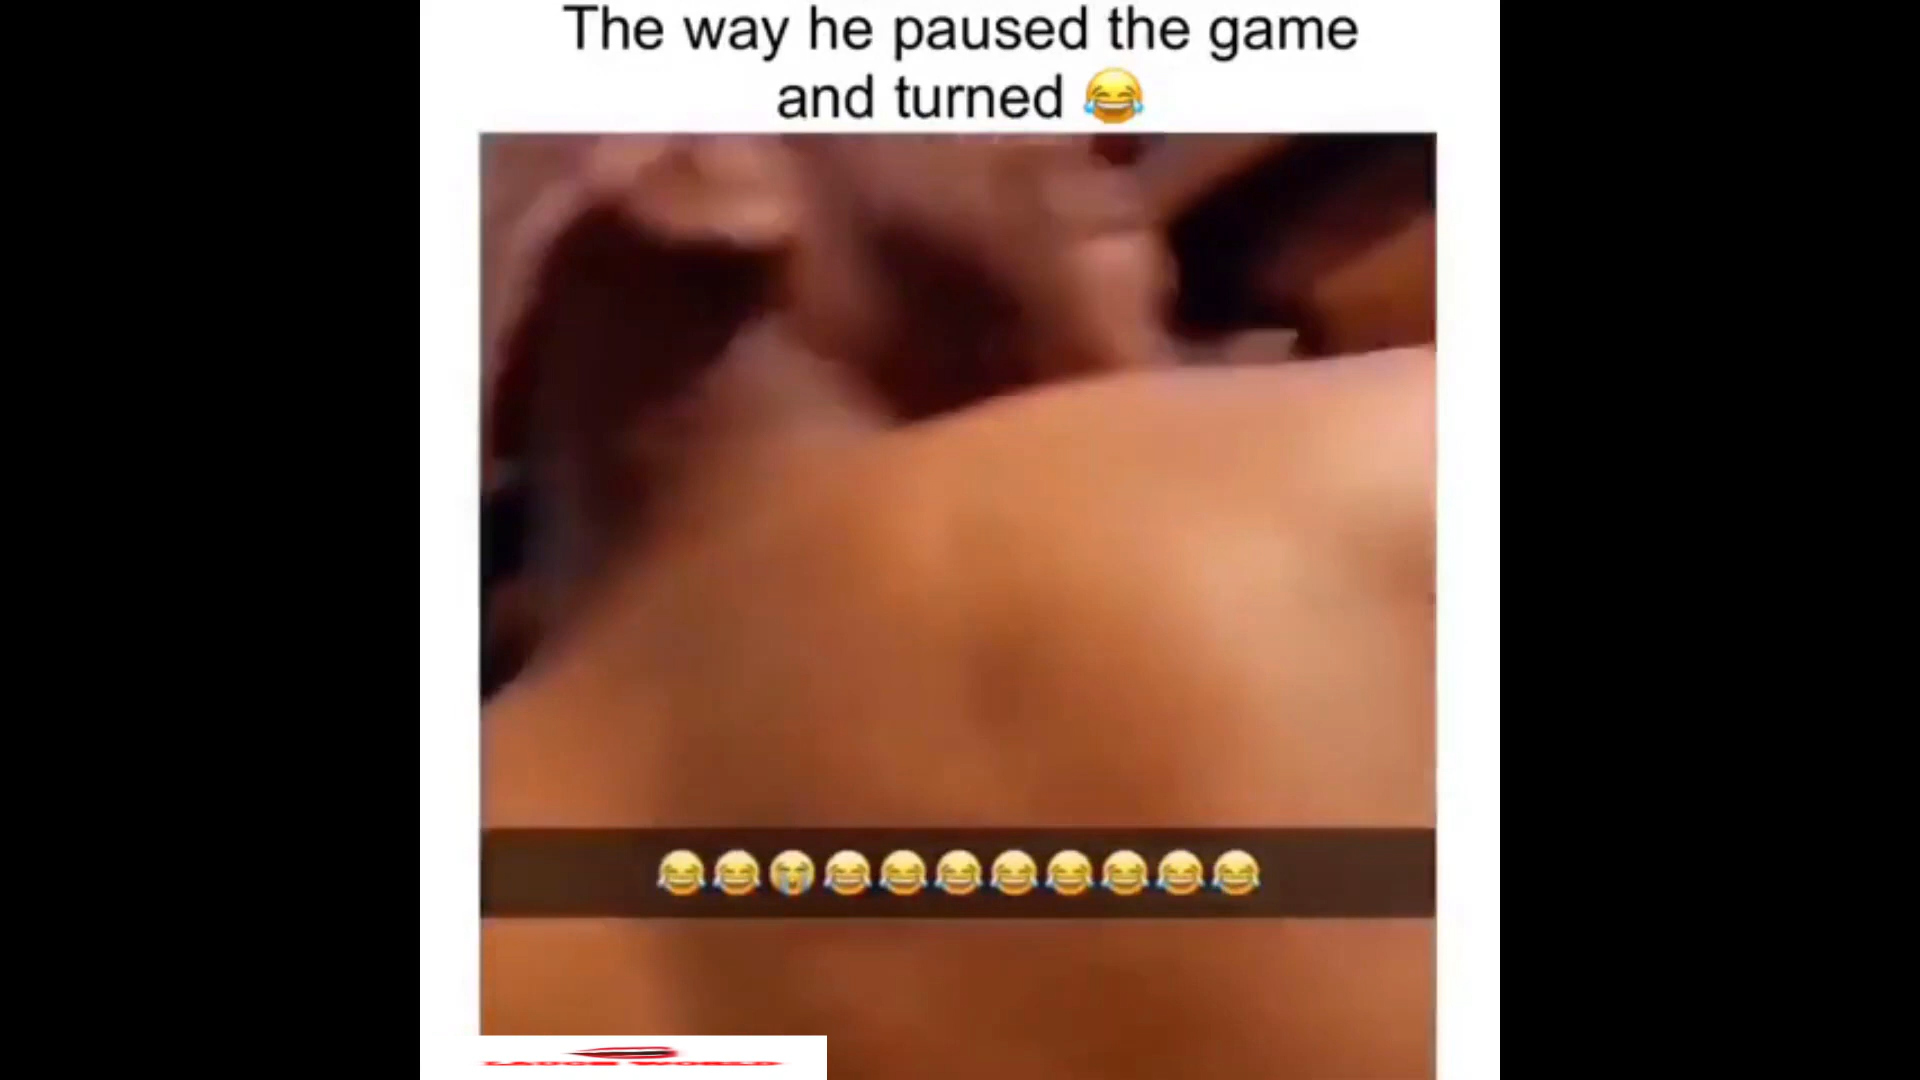 The way he paused the game
and turned 😂
😂😂😭😂😂😂😂😂😂😂😂